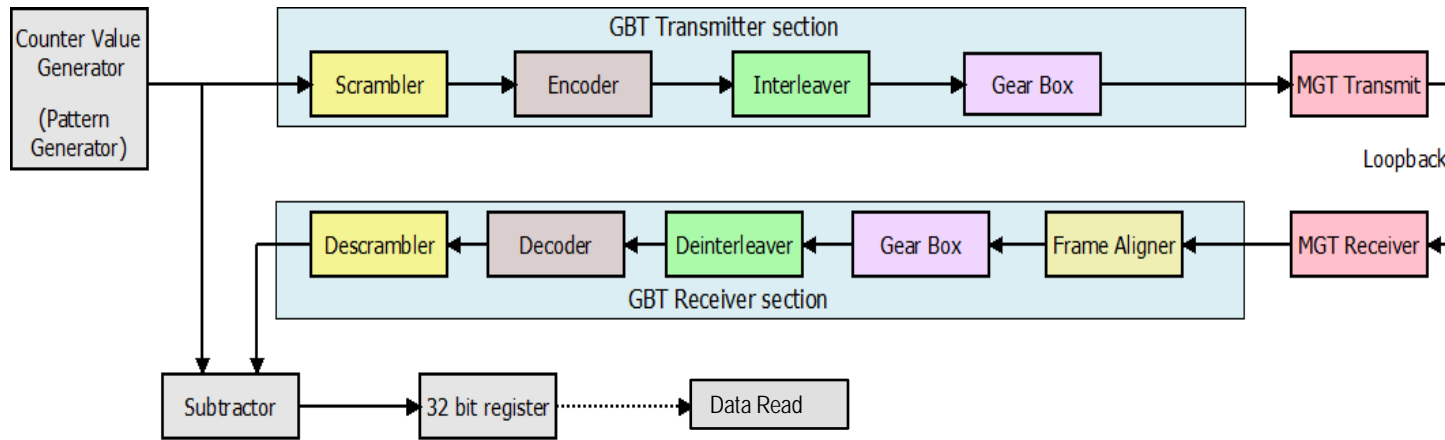 Counter Value
Generator
(Pattern
Generator)
GBT Transmitter section
Scrambler
Encoder
Interleaver
Gear Box
MGT Transmit
Loopback
Descrambler
Decoder
Deinterleaver
Gear Box
Frame Aligner
MGT Receiver
GBT Receiver section
Subtractor
32 bit register
Data Read